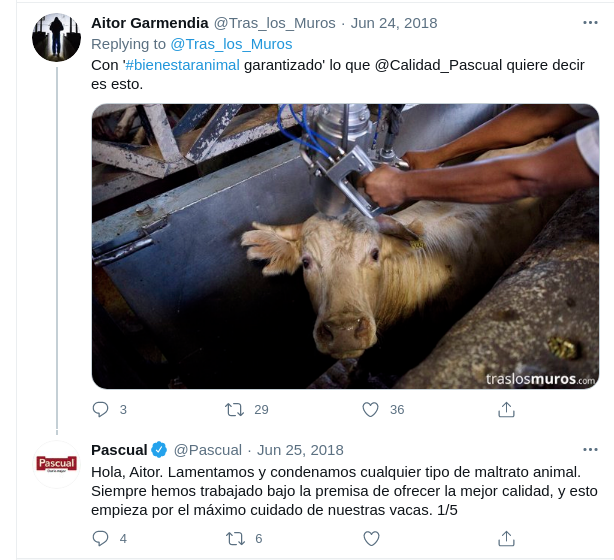 Aitor Garmendia @Tras_los_Muros · Jun 24, 2018
Replying to @Tras_los_Muros
Con '#bienestaranimal garantizado' lo que @Calidad_Pascual quiere decir
es esto.
traslosmuros.com
3 29 36
Pascual
Pascual @Pascual · Jun 25, 2018
Hola, Aitor. Lamentamos y condenamos cualquier tipo de maltrato animal.
Siempre hemos trabajado bajo la premisa de ofrecer la mejor calidad, y esto
empieza por el máximo cuidado de nuestras vacas. 1/5
4 6